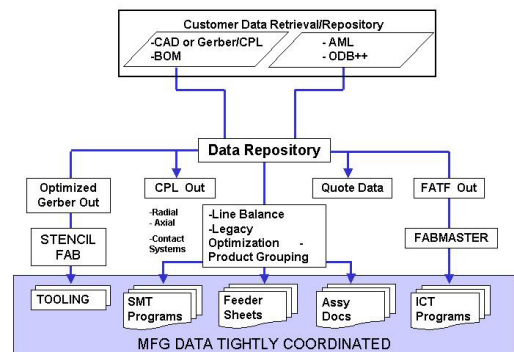 Customer Data Retrieval/Repository
-CAD or Gerber/CPL
-BOM
- AML
- ODB++
Data Repository
Optimized
Gerber Out
CPL Out
Quote Data
FATF Out
-Radial
- Axial
-Contact
Systems
-Line Balance
-Legacy
Optimization -
Product Grouping
STENCIL
FAB
FABMASTER
TOOLING
SMT
Programs
Feeder
Sheets
Assy
Docs
ICT
Programs
MFG DATA TIGHTLY COORDINATED